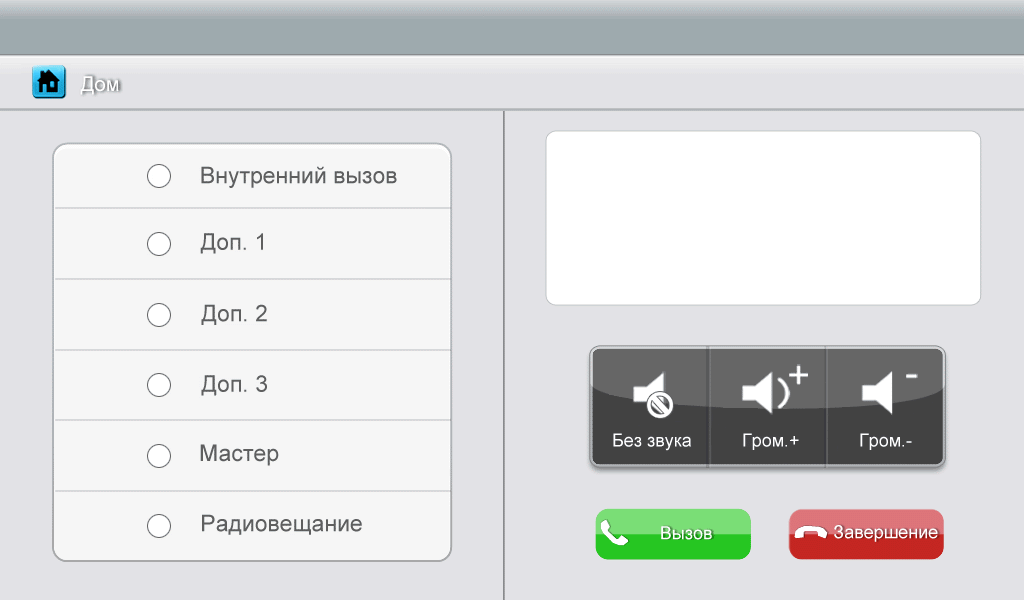 Дом
Внутренний вызов
Доп. 1
Доп. 2
Доп. 3
Мастер
Радиовещание
Без звука
Гром.+
Гром.-
Вызов
Завершение